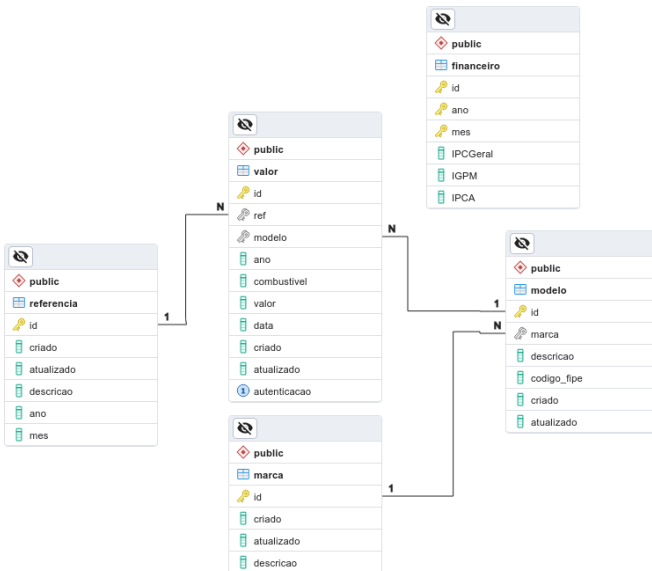 public
financeiro
id
ano
mes
IPCGeral
IGPM
IPCA
public
valor
id
ref
modelo
ano
combustivel
valor
data
criado
atualizado
1 autenticacao
N
N
public
modelo
id
marca
descricao
codigo_fipe
criado
atualizado
1
N
public
referencia
id
criado
atualizado
descricao
ano
mes
1
public
marca
id
criado
atualizado
descricao
1